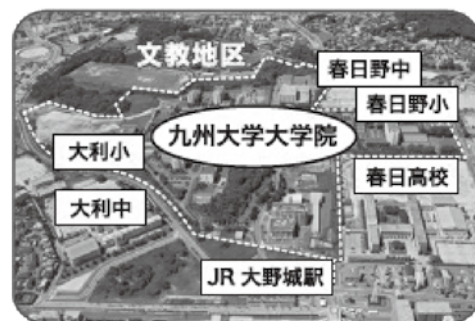 文教地区
春日野中
春日野小
九州大学大学院
大利小
春日高校
大利中
JR 大野城駅